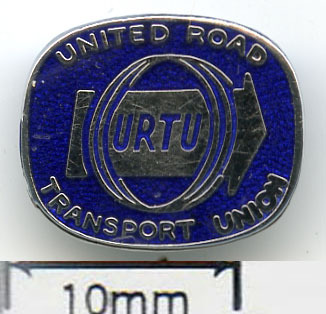 UNITED ROAD
URTU
TRANSPORT UNION
10mm